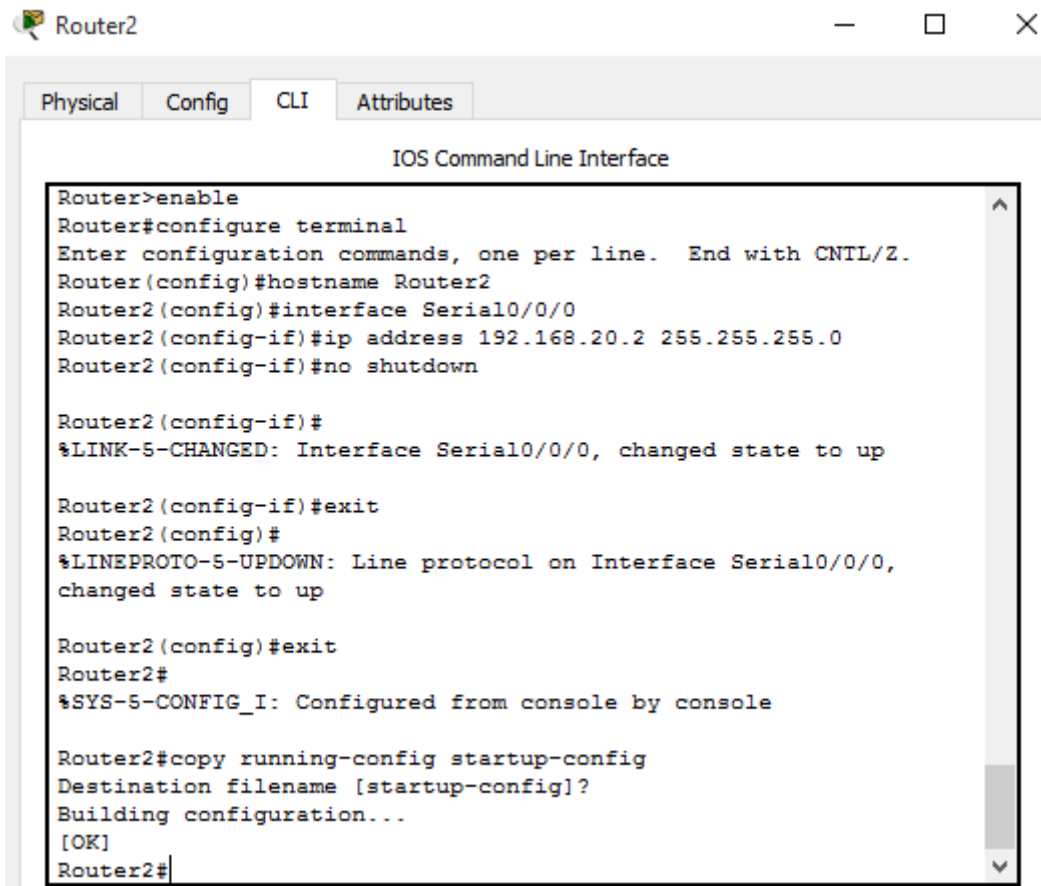 Router2
Physical Config CLI Attributes
IOS Command Line Interface
Router>enable
Router#configure terminal
Enter configuration commands, one per line.  End with CNTL/Z.
Router(config)#hostname Router2
Router2(config)#interface Serial0/0/0
Router2(config-if)#ip address 192.168.20.2 255.255.255.0
Router2(config-if)#no shutdown
Router2(config-if)#
%LINK-5-CHANGED: Interface Serial0/0/0, changed state to up
Router2(config-if)#exit
Router2(config)#
%LINEPROTO-5-UPDOWN: Line protocol on Interface Serial0/0/0,
changed state to up
Router2(config)#exit
Router2#
%SYS-5-CONFIG_I: Configured from console by console
Router2#copy running-config startup-config
Destination filename [startup-config]?
Building configuration...
[OK]
Router2#